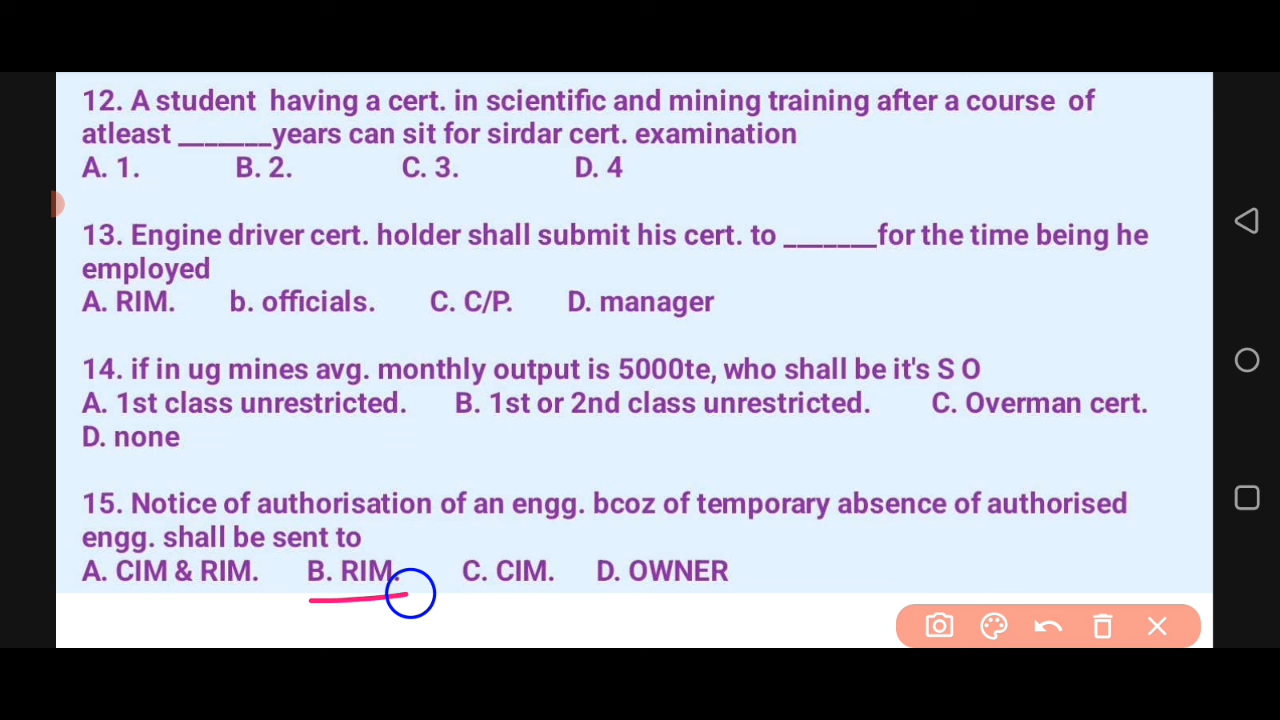 12. A student having a cert. in scientific and mining training after a course of
atleast _______years can sit for sirdar cert. examination
A. 1. B. 2. C. 3. D. 4
13. Engine driver cert. holder shall submit his cert. to _______for the time being he
employed
A. RIM. b. officials. C. C/P. D. manager
14. if in ug mines avg. monthly output is 5000te, who shall be it's S O
A. 1st class unrestricted. B. 1st or 2nd class unrestricted. C. Overman cert.
D. none
15. Notice of authorisation of an engg. bcoz of temporary absence of authorised
engg. shall be sent to
A. CIM & RIM. B. RIM. C. CIM. D. OWNER